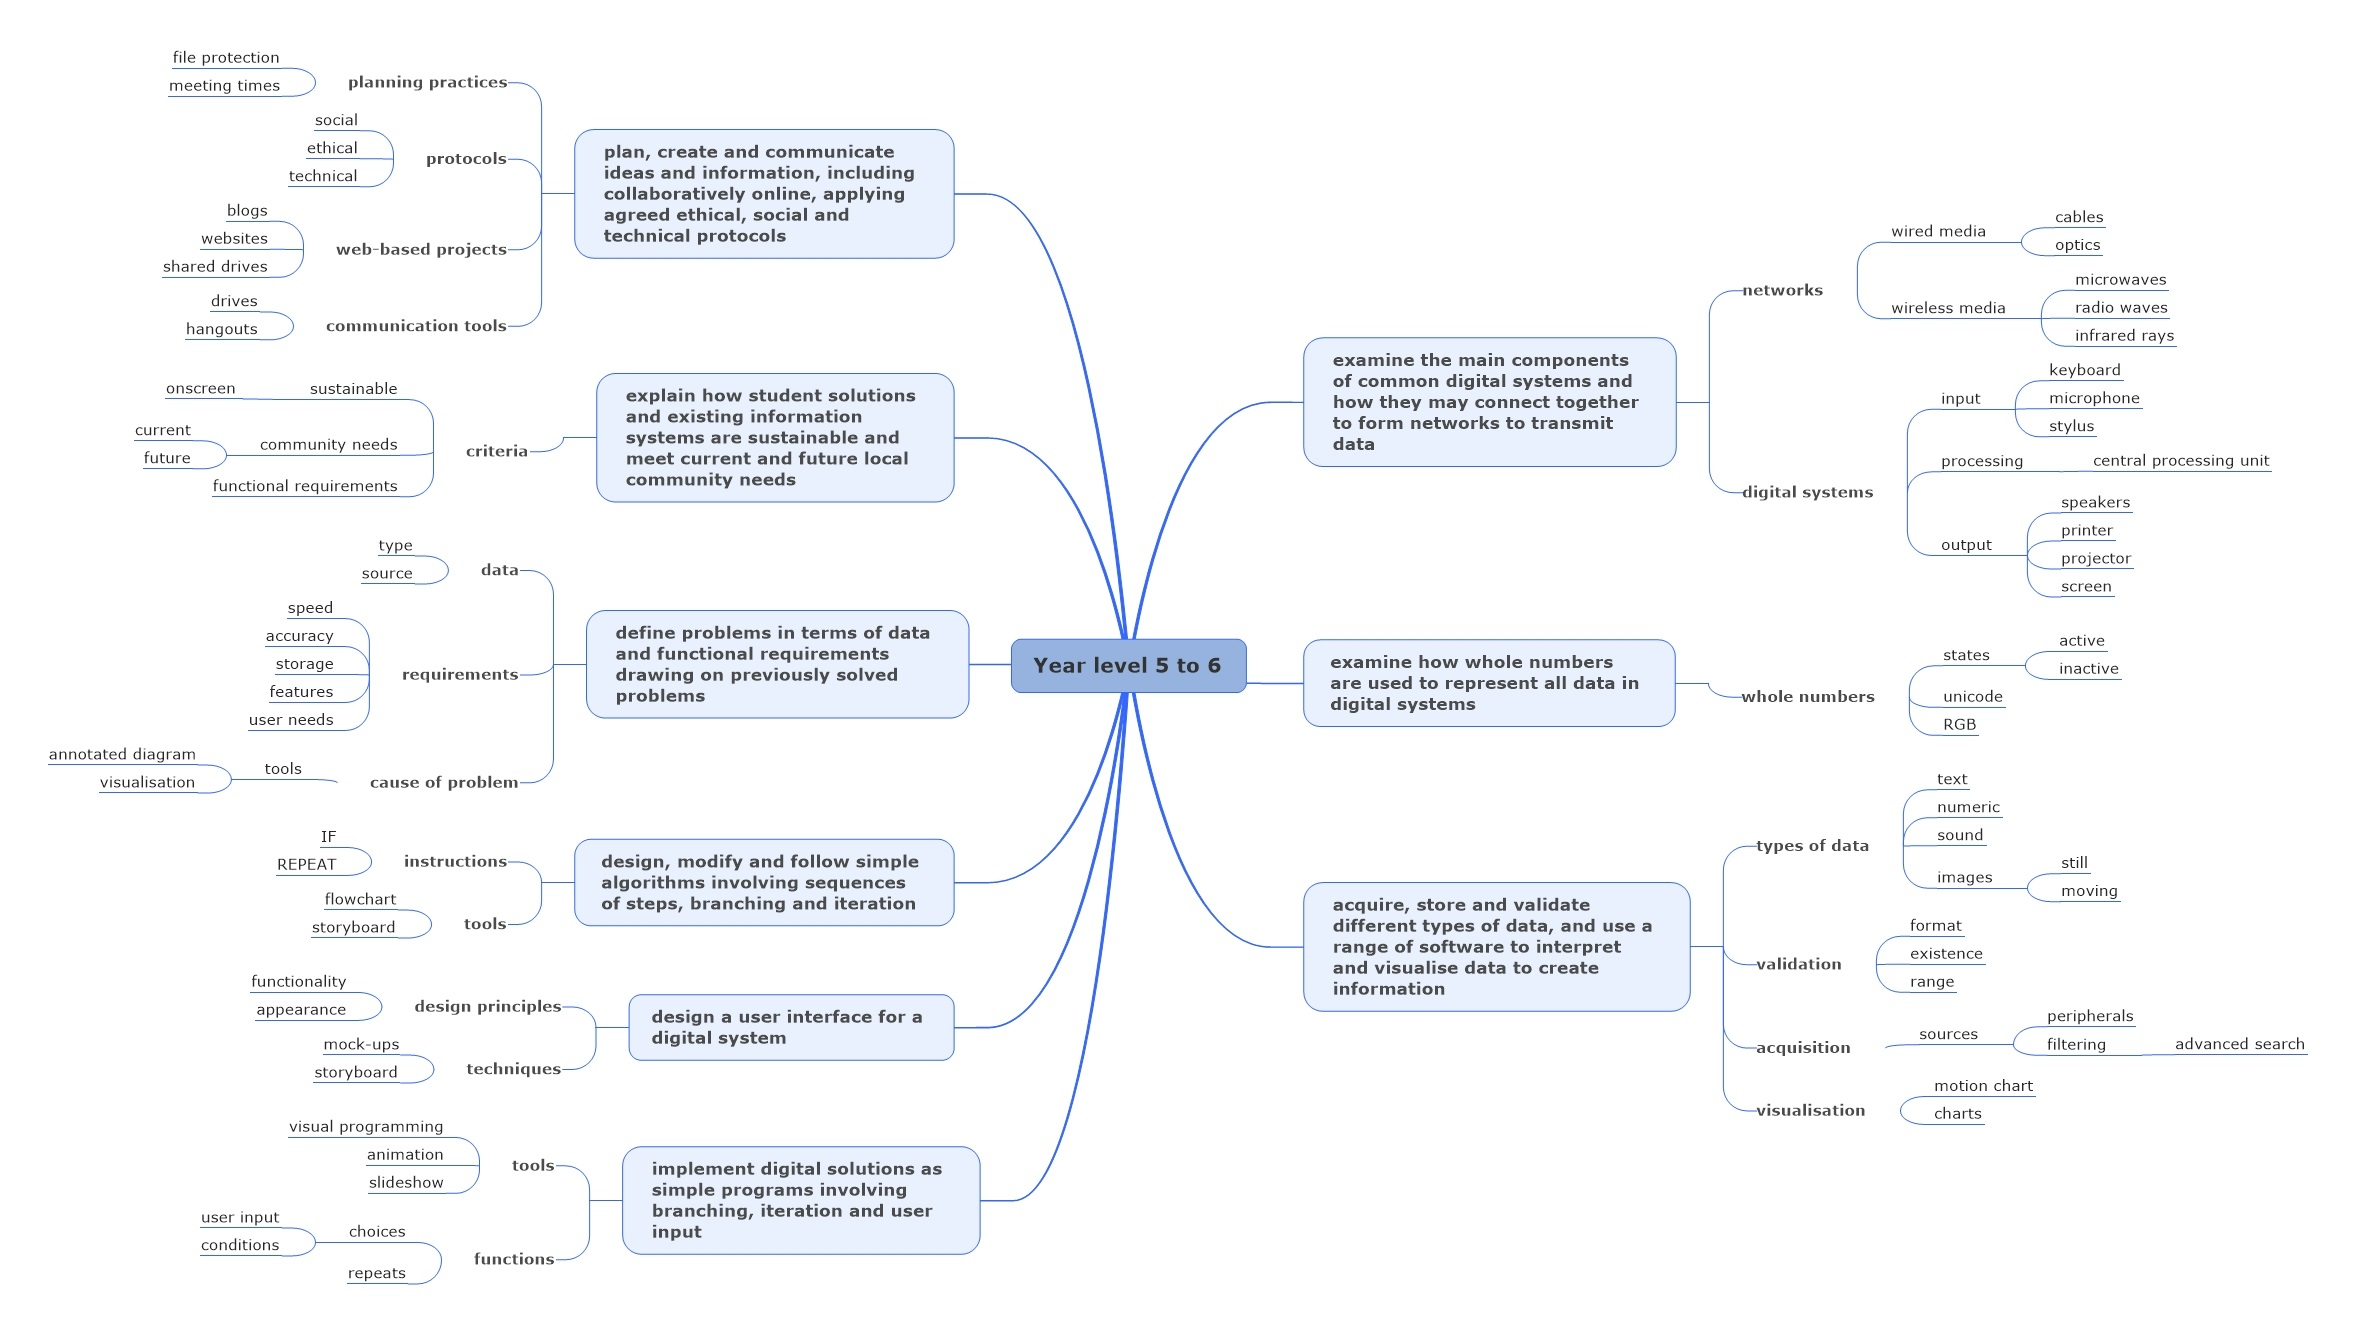 Year level 5 to 6
plan, create and communicate
ideas and information, including
collaboratively online, applying
agreed ethical, social and
technical protocols
planning practices
file protection
meeting times
protocols
social
ethical
technical
web-based projects
blogs
websites
shared drives
communication tools
drives
hangouts
explain how student solutions
and existing information
systems are sustainable and
meet current and future local
community needs
criteria
sustainable
onscreen
community needs
current
future
functional requirements
define problems in terms of data
and functional requirements
drawing on previously solved
problems
data
type
source
requirements
speed
accuracy
storage
features
user needs
cause of problem
tools
annotated diagram
visualisation
design, modify and follow simple
algorithms involving sequences
of steps, branching and iteration
instructions
IF
REPEAT
tools
flowchart
storyboard
design a user interface for a
digital system
design principles
functionality
appearance
techniques
mock-ups
storyboard
implement digital solutions as
simple programs involving
branching, iteration and user
input
tools
visual programming
animation
slideshow
functions
choices
user input
conditions
repeats
examine the main components
of common digital systems and
how they may connect together
to form networks to transmit
data
networks
wired media
cables
optics
wireless media
microwaves
radio waves
infrared rays
digital systems
input
keyboard
microphone
stylus
processing
central processing unit
output
speakers
printer
projector
screen
examine how whole numbers
are used to represent all data in
digital systems
whole numbers
states
active
inactive
unicode
RGB
acquire, store and validate
different types of data, and use a
range of software to interpret
and visualise data to create
information
types of data
text
numeric
sound
images
still
moving
validation
format
existence
range
acquisition
sources
peripherals
filtering
advanced search
visualisation
motion chart
charts